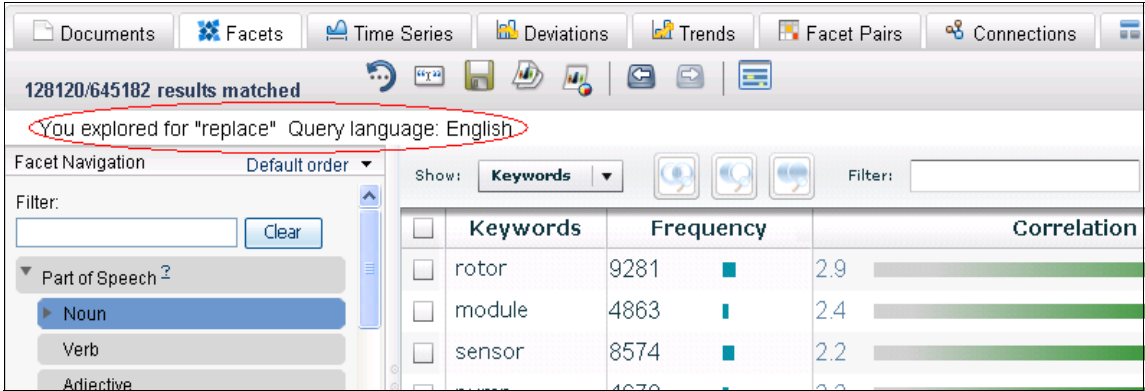 Documents Facets Time Series Deviations Trends Facet Pairs Connections
128120/645182 results matched
You explored for "replace" Query language: English
Facet Navigation Default order
Show: Keywords Filter:
Filter:
Clear
Keywords Frequency Correlation
Part of Speech ?
rotor 9281 2.9
Noun
module 4863 2.4
Verb
sensor 8574 2.2
Adjective